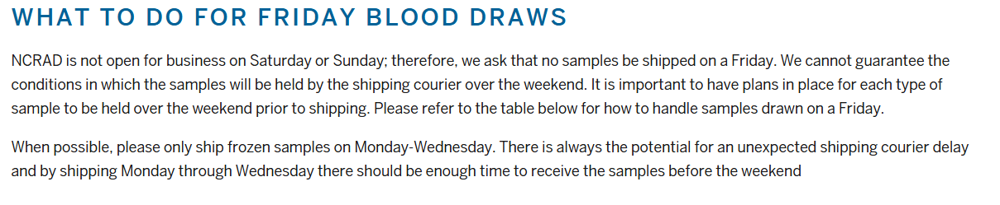 WHAT TO DO FOR FRIDAY BLOOD DRAWS
NCRAD is not open for business on Saturday or Sunday; therefore, we ask that no samples be shipped on a Friday. We cannot guarantee the
conditions in which the samples will be held by the shipping courier over the weekend. It is important to have plans in place for each type of
sample to be held over the weekend prior to shipping. Please refer to the table below for how to handle samples drawn on a Friday.
When possible, please only ship frozen samples on Monday-Wednesday. There is always the potential for an unexpected shipping courier delay
and by shipping Monday through Wednesday there should be enough time to receive the samples before the weekend